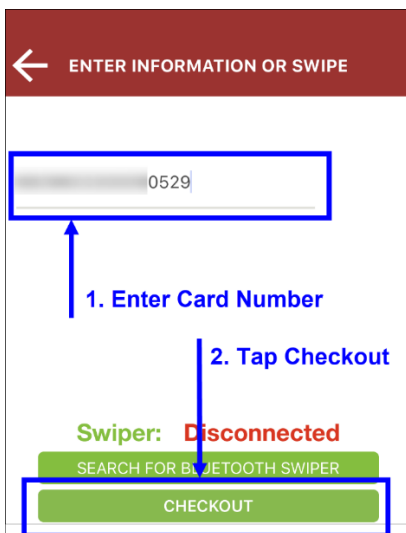 ENTER INFORMATION OR SWIPE
0529
1. Enter Card Number
2. Tap Checkout
Swiper: Disconnected
SEARCH FOR BLUETOOTH SWIPER
CHECKOUT